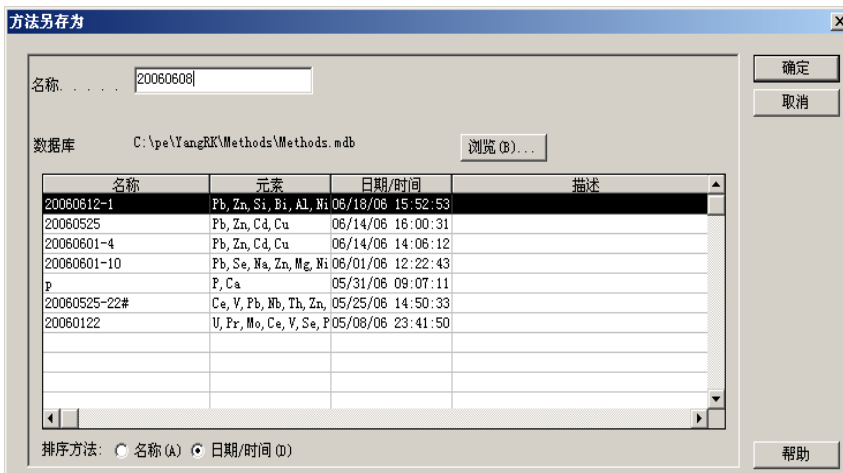 方法另存为
名称. . . . . 20060608
确定
取消
数据库 C:\pe\YangRK\Methods\Methods.mdb 浏览(B)...
名称 元素 日期/时间 描述
20060612-1 Pb, Zn, Si, Bi, Al, Ni 06/18/06 15:52:53
20060525 Pb, Zn, Cd, Cu 06/14/06 16:00:31
20060601-4 Pb, Zn, Cd, Cu 06/14/06 14:06:12
20060601-10 Pb, Se, Na, Zn, Mg, Ni 06/01/06 12:22:43
p P, Ca 05/31/06 09:07:11
20060525-22# Ce, V, Pb, Nb, Th, Zn, 05/25/06 14:50:33
20060122 U, Pr, Mo, Ce, V, Se, P 05/08/06 23:41:50
排序方法: 名称(A) 日期/时间(D)
帮助